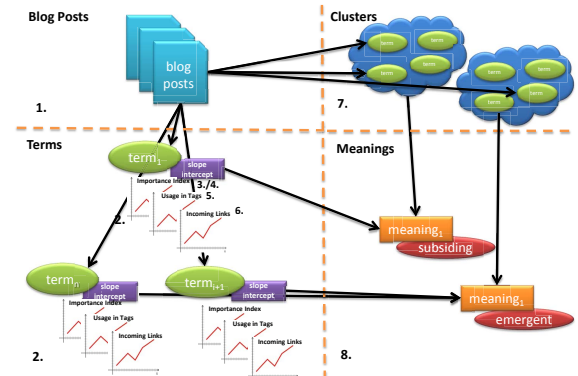 Blog Posts
blog
posts
1.
Clusters
term
term
term
term
term
term
term
term
7.
Terms
term1
slope
intercept
3./4.
Importance Index
5.
Usage in Tags
6.
Incoming Links
2.
termn
slope
intercept
Importance Index
Usage in Tags
Incoming Links
termi+1
slope
intercept
Importance Index
Usage in Tags
Incoming Links
2.
Meanings
meaning1
subsiding
meaning1
emergent
8.